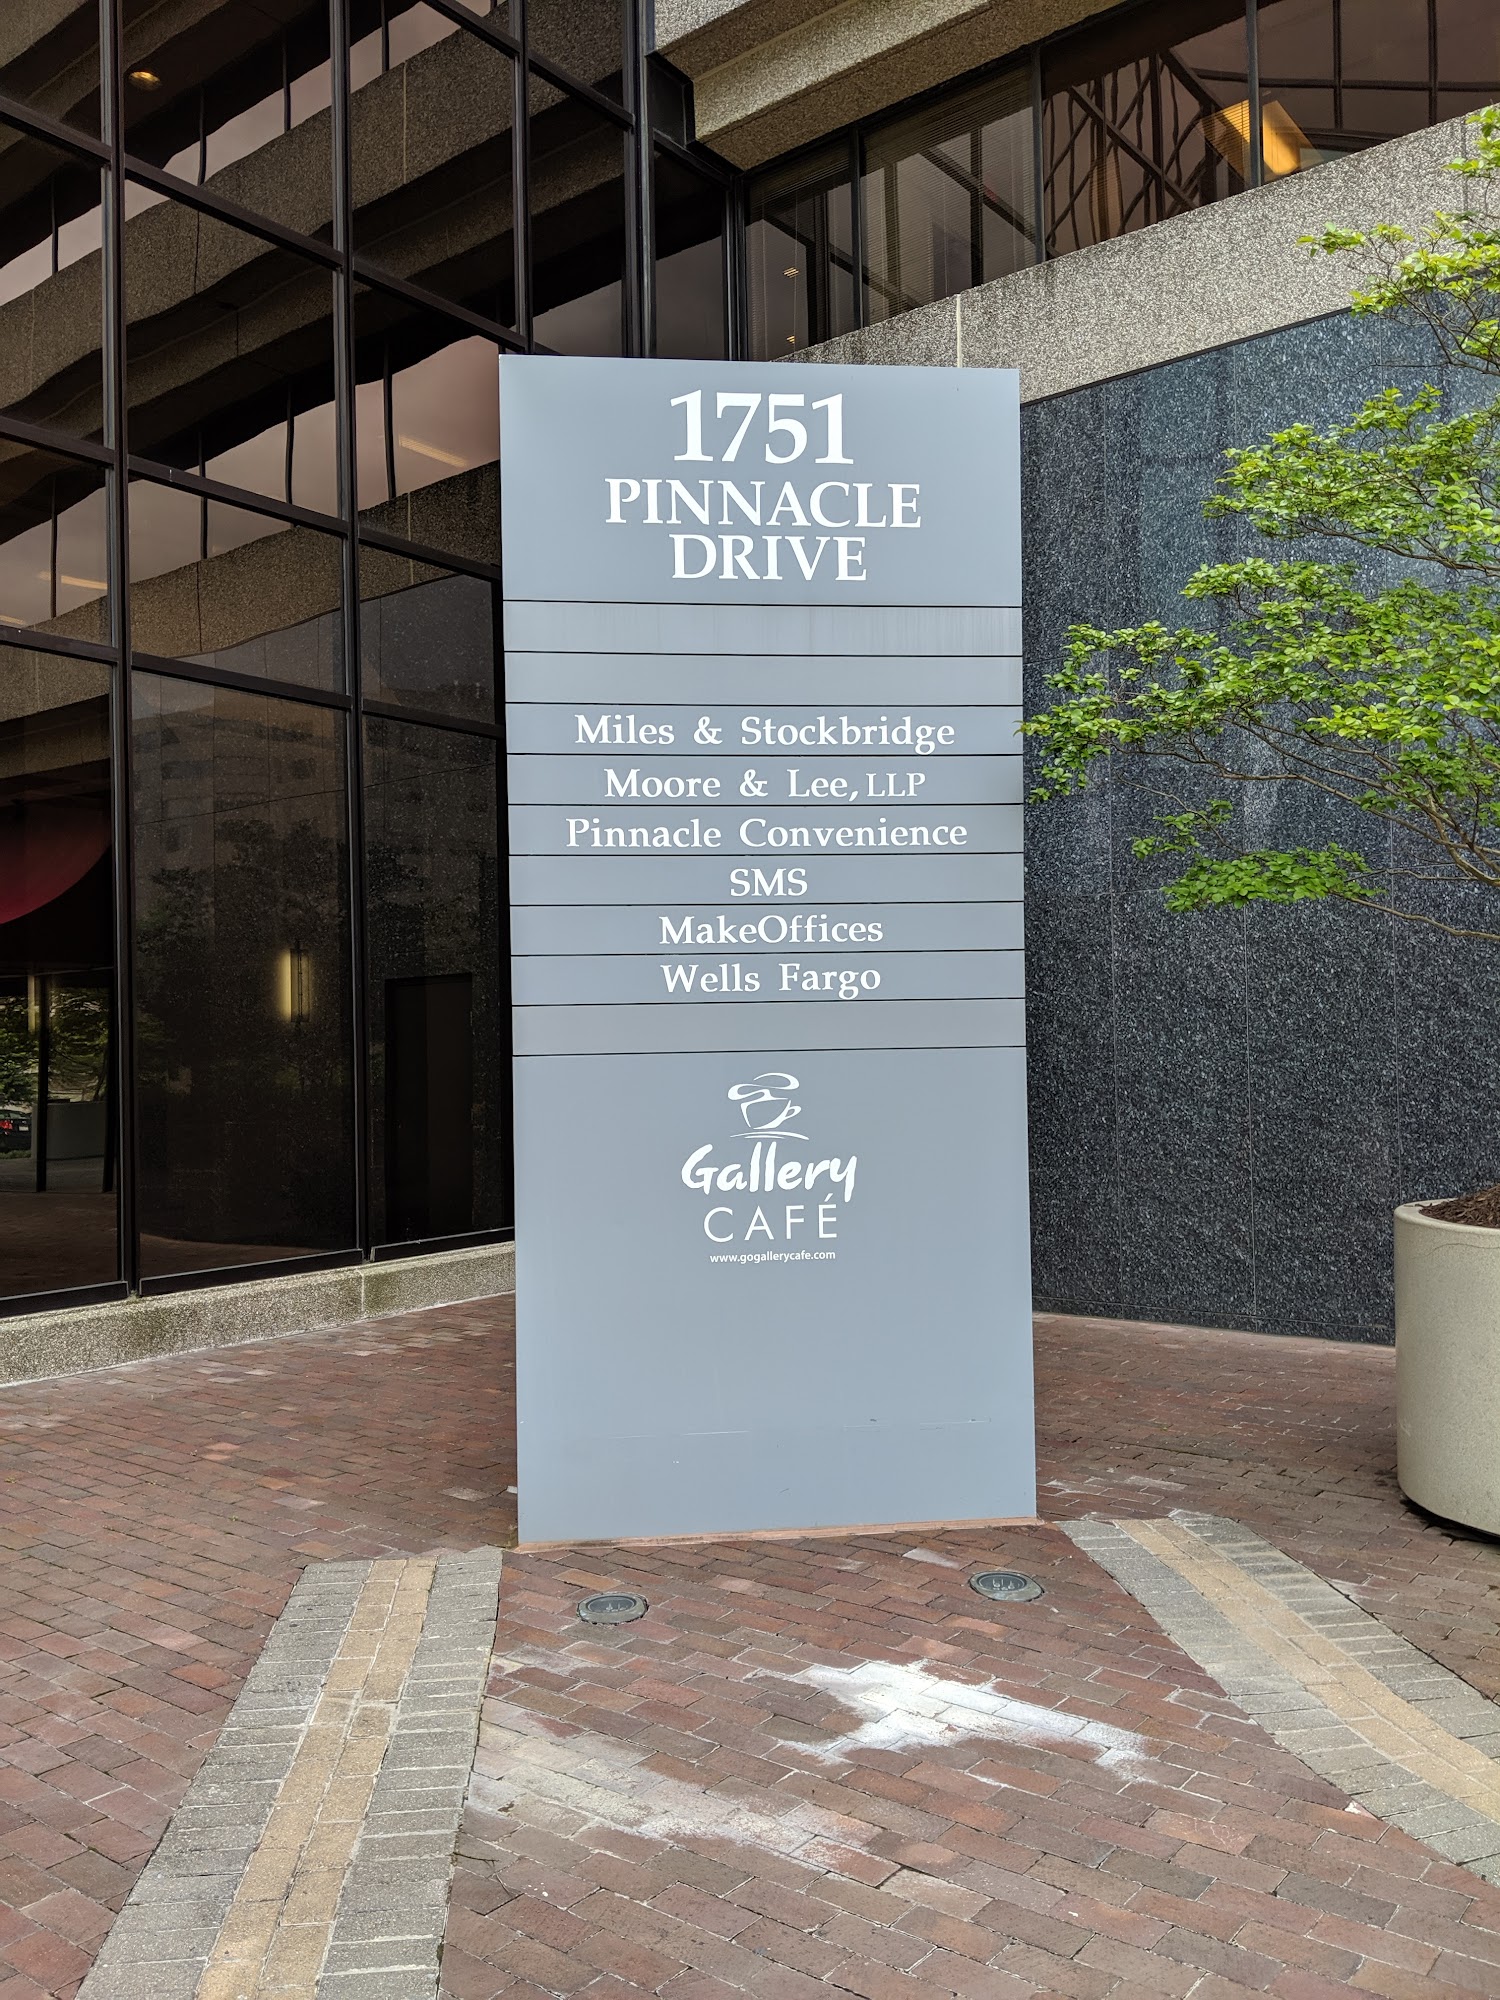 1751
PINNACLE
DRIVE
Miles & Stockbridge
Moore & Lee, LLP
Pinnacle Convenience
SMS
MakeOffices
Wells Fargo
Gallery
CAFÉ
www.gogallerycafe.com